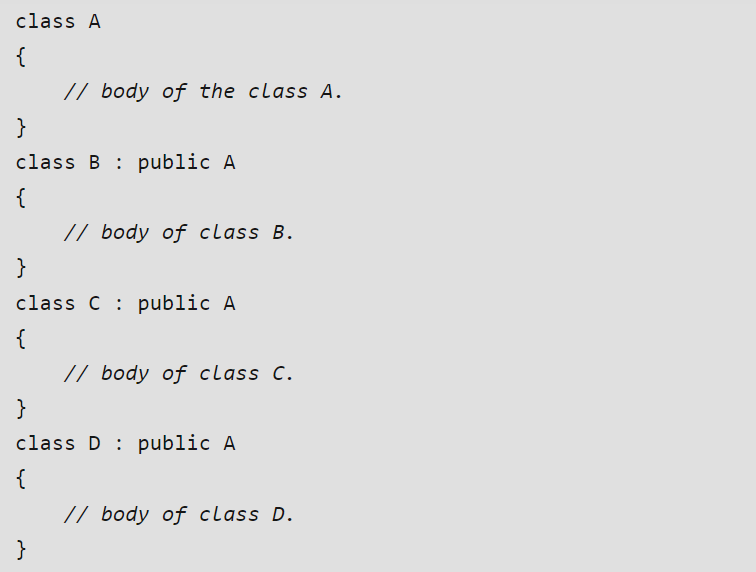 class A
{
    // body of the class A.
}
class B : public A
{
    // body of class B.
}
class C : public A
{
    // body of class C.
}
class D : public A
{
    // body of class D.
}